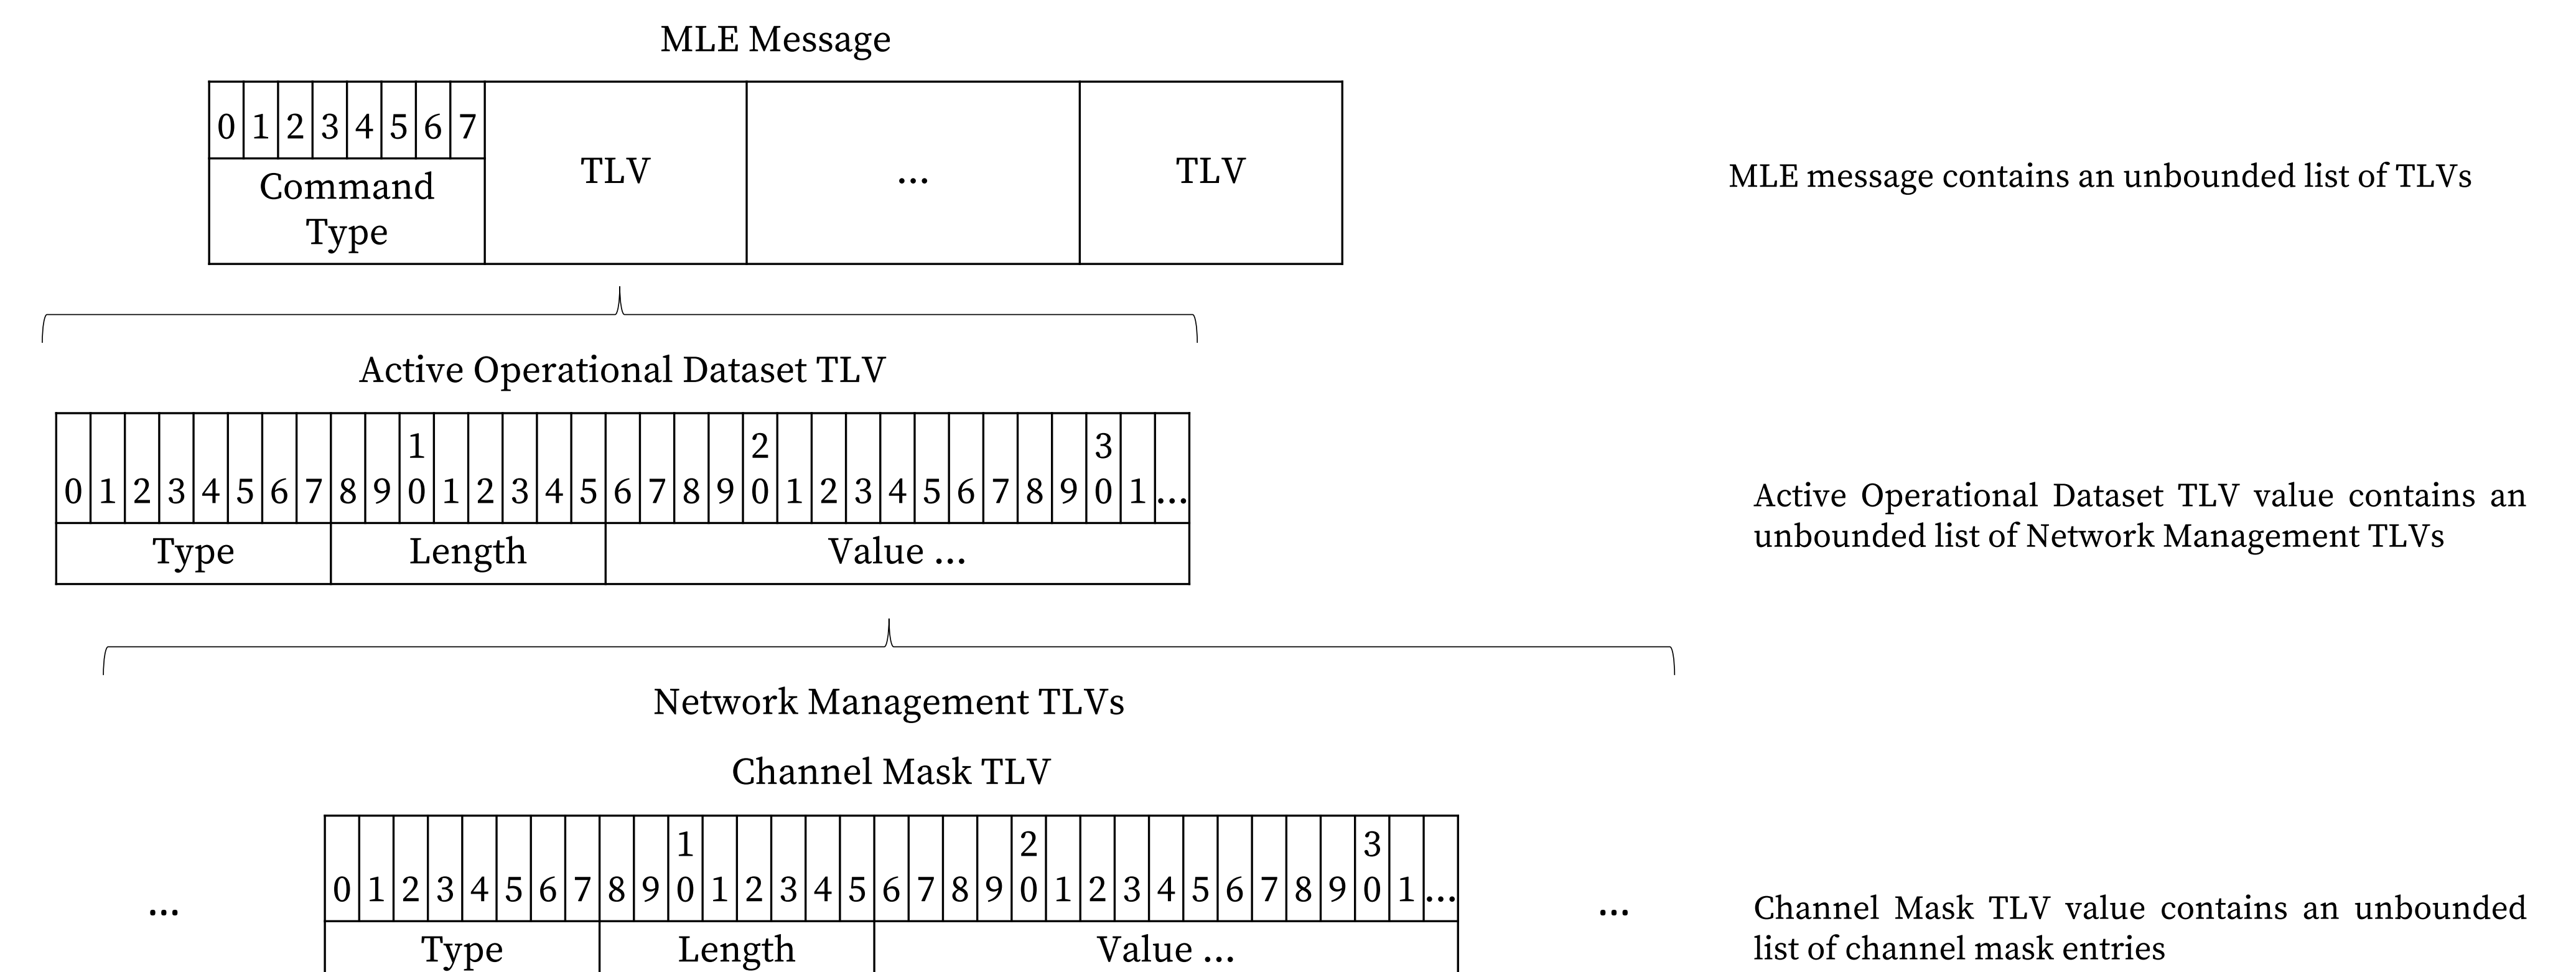 MLE Message
0 1 2 3 4 5 6 7
Command
Type
TLV
...
TLV
MLE message contains an unbounded list of TLVs
Active Operational Dataset TLV
1 2 3
0 1 2 3 4 5 6 7 8 9 0 1 2 3 4 5 6 7 8 9 0 1 2 3 4 5 6 7 8 9 0 1 ...
Type Length Value ...
Active Operational Dataset TLV value contains an
unbounded list of Network Management TLVs
Network Management TLVs
Channel Mask TLV
1 2 3
0 1 2 3 4 5 6 7 8 9 0 1 2 3 4 5 6 7 8 9 0 1 2 3 4 5 6 7 8 9 0 1 ...
...
Type Length Value ...
...
Channel Mask TLV value contains an unbounded
list of channel mask entries